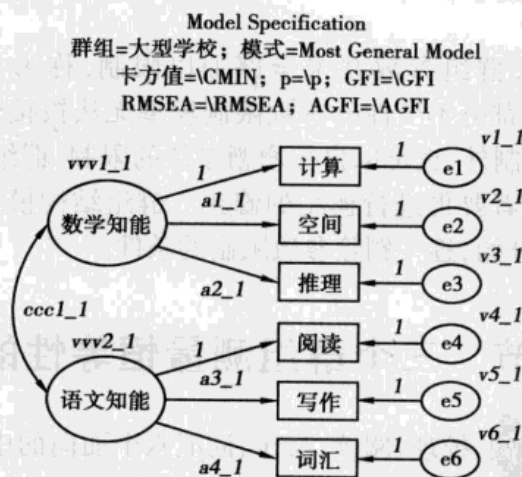 Model Specification
群组=大型学校；模式=Most General Model
卡方值=\CMIN；p=\p；GFI=\GFI
RMSEA=\RMSEA；AGFI=\AGFI
vvv1_1
数学知能
1
a1_1
a2_1
计算
空间
推理
1
1
1
e1
e2
e3
v1_1
v2_1
v3_1
ccc1_1
vvv2_1
语文知能
1
a3_1
a4_1
阅读
写作
词汇
1
1
1
e4
e5
e6
v4_1
v5_1
v6_1